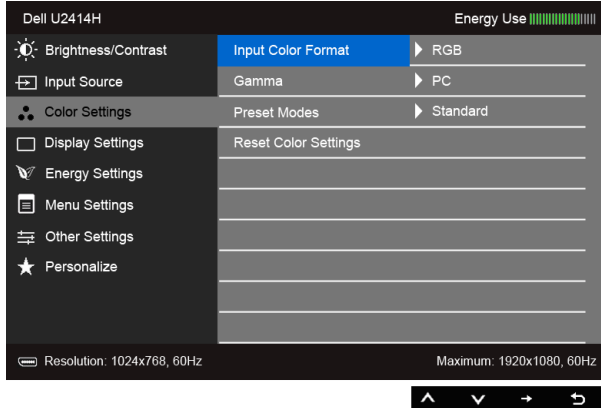 Dell U2414H
Energy Use
Brightness/Contrast
Input Source
Color Settings
Display Settings
Energy Settings
Menu Settings
Other Settings
Personalize
Input Color Format
RGB
Gamma
PC
Preset Modes
Standard
Reset Color Settings
Resolution: 1024x768, 60Hz
Maximum: 1920x1080, 60Hz